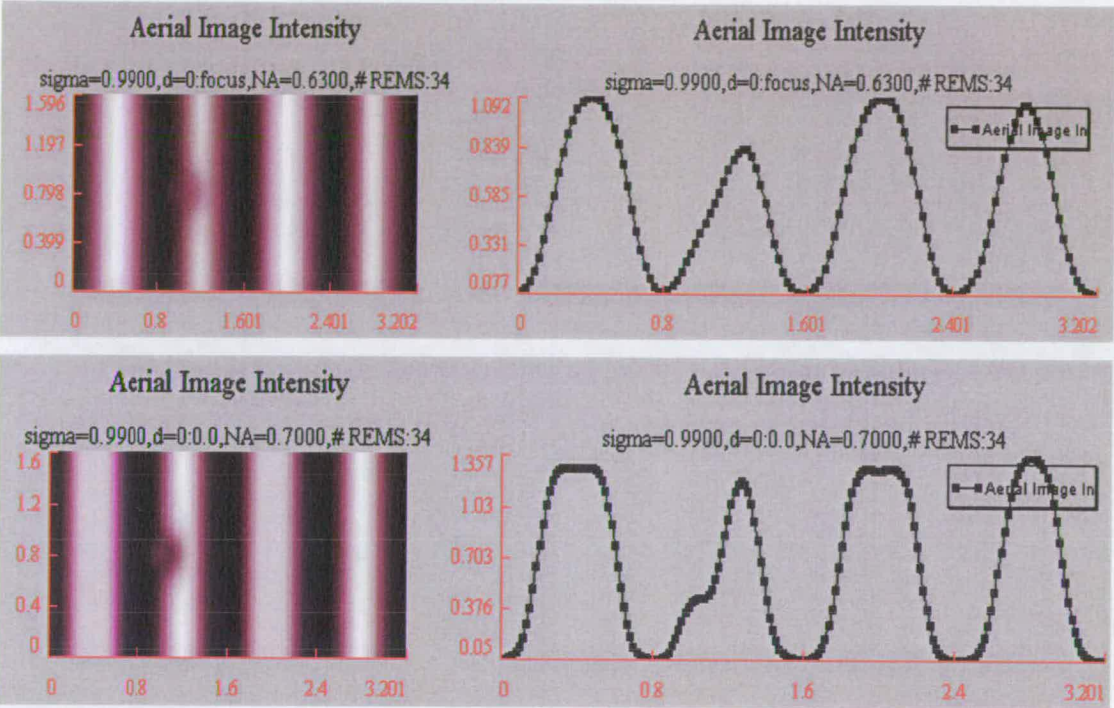 Aerial Image Intensity
sigma=0.9900,d=0:focus,NA=0.6300,# REMS:34
1.596
1.197
0.798
0.399
0
0 0.8 1.601 2.401 3.202
Aerial Image Intensity
sigma=0.9900,d=0:focus,NA=0.6300,# REMS:34
1.092
0.839
0.585
0.331
0.077
Aerial Image In
0 0.8 1.601 2.401 3.202
Aerial Image Intensity
sigma=0.9900,d=0:0.0,NA=0.7000,# REMS:34
1.6
1.2
0.8
0.4
0
0 0.8 1.6 2.4 3.201
Aerial Image Intensity
sigma=0.9900,d=0:0.0,NA=0.7000,# REMS:34
1.357
1.03
0.703
0.376
0.05
Aerial Image In
0 0.8 1.6 2.4 3.201